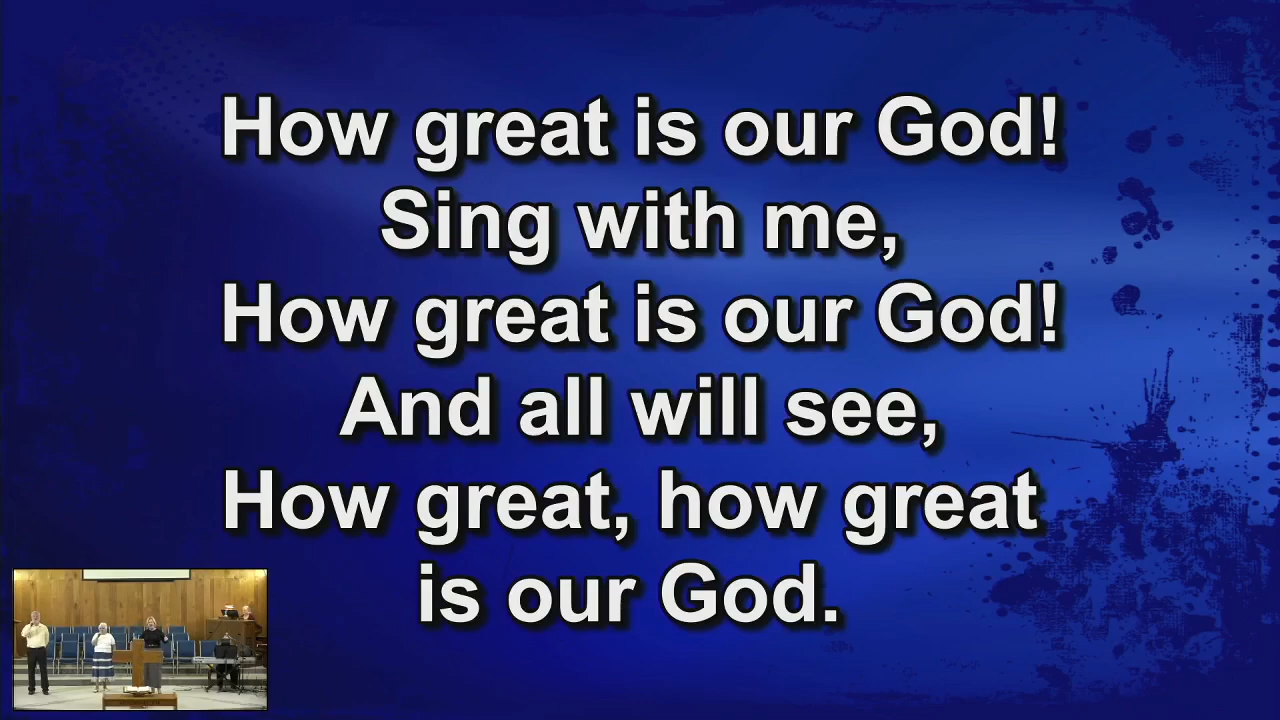 How great is our God!
Sing with me,
How great is our God!
And all will see,
How great, how great
is our God.